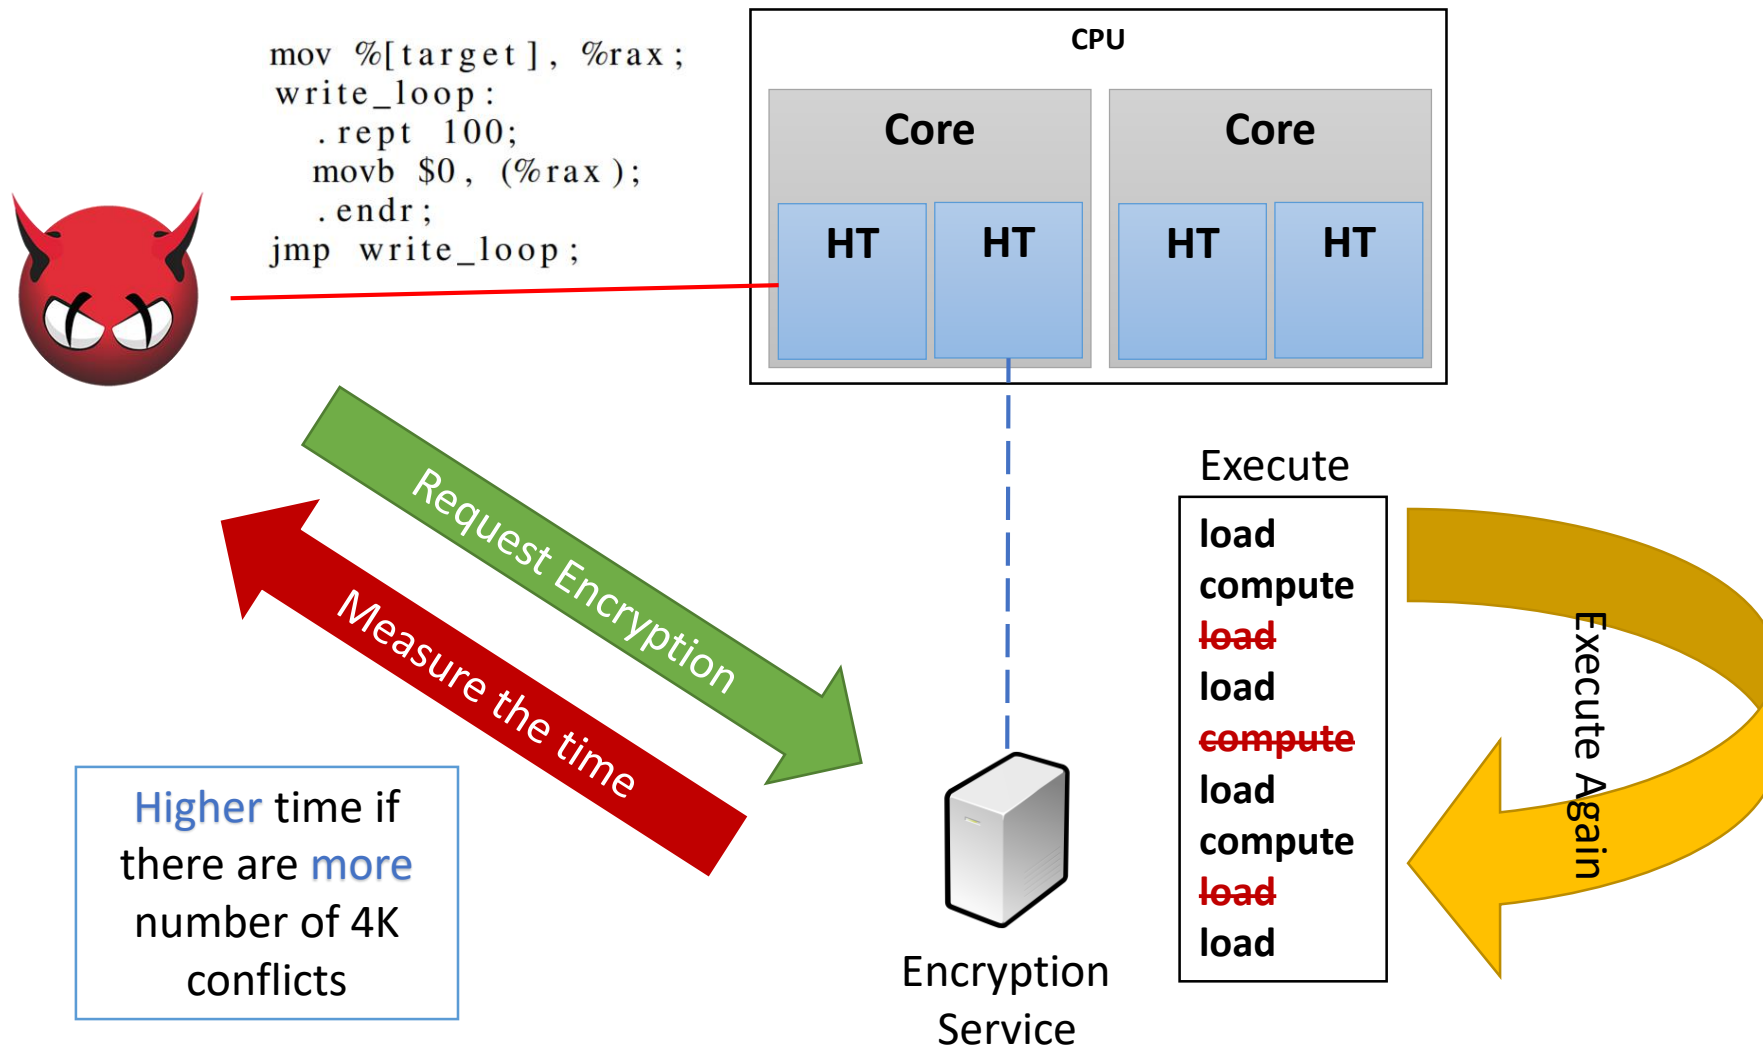 mov %[target], %rax;
write_loop:
.rept 100;
movb $0, (%rax);
.endr;
jmp write_loop;
CPU
Core
Core
HT
HT
HT
HT
Request Encryption
Measure the time
Higher time if
there are more
number of 4K
conflicts
Encryption
Service
Execute
load
compute
load
load
compute
load
compute
load
load
Execute Again